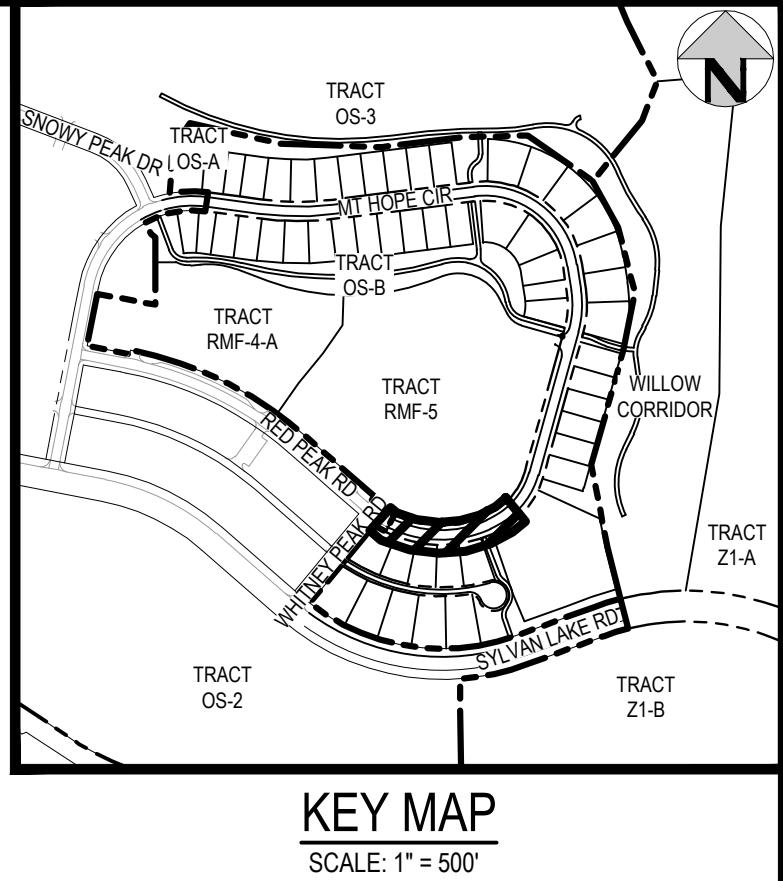 N
TRACT
OS-3
SNOWY PEAK DR
TRACT
OS-A
MT HOPE CIR
TRACT
OS-B
TRACT
RMF-4-A
TRACT
RMF-5
WILLOW
CORRIDOR
RED PEAK RD
WHITNEY PEAK RD
TRACT
Z1-A
SYLVAN LAKE RD
TRACT
OS-2
TRACT
Z1-B
KEY MAP
SCALE: 1" = 500'